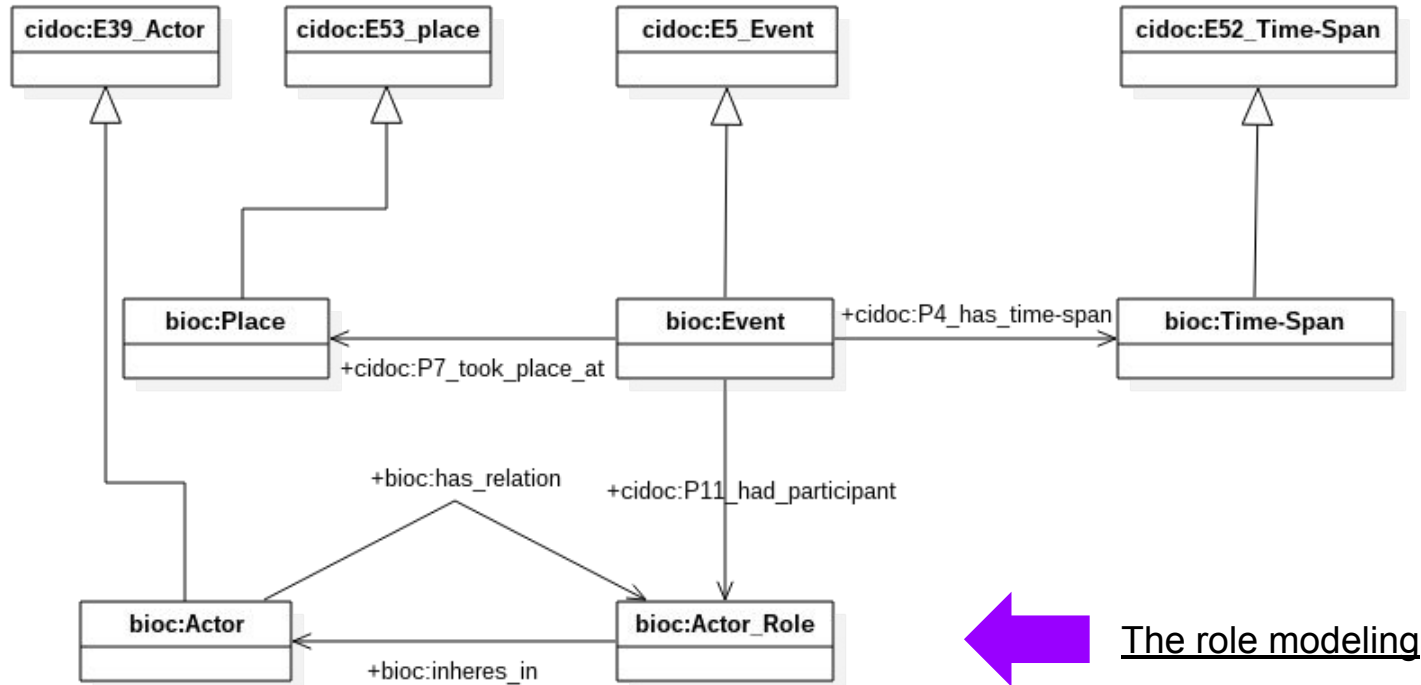 cidoc:E39_Actor
cidoc:E53_place
cidoc:E5_Event
cidoc:E52_Time-Span
bioc:Place
bioc:Event
+cidoc:P4_has_time-span
bioc:Time-Span
+cidoc:P7_took_place_at
+bioc:has_relation
+cidoc:P11_had_participant
bioc:Actor
bioc:Actor_Role
The role modeling
+bioc:inheres_in